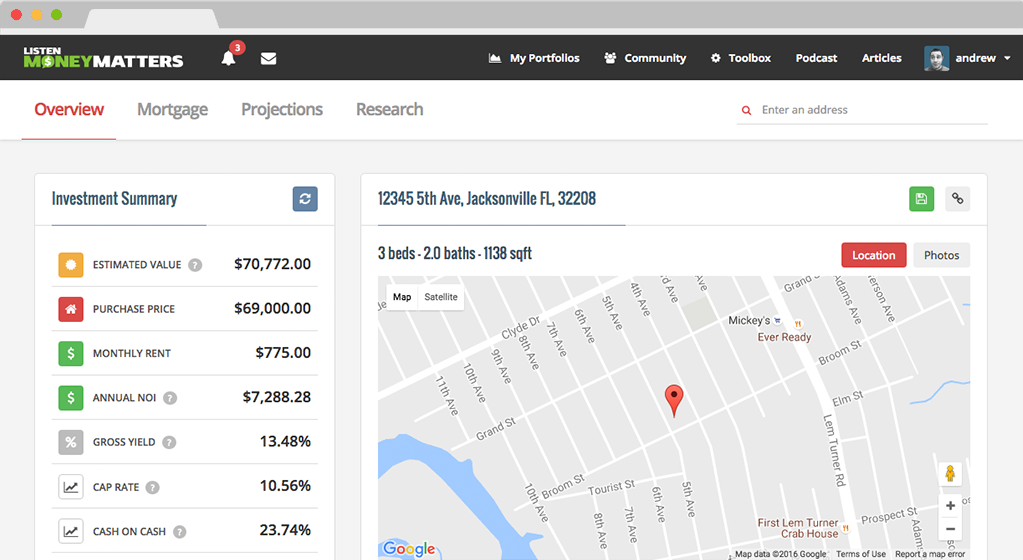 LISTEN
MONEYMATTERS
3
My Portfolios
Community
Toolbox
Podcast
Articles
andrew
Overview
Mortgage
Projections
Research
Enter an address
Investment Summary
ESTIMATED VALUE ? $70,772.00
PURCHASE PRICE $69,000.00
$ MONTHLY RENT $775.00
$ ANNUAL NOI ? $7,288.28
% GROSS YIELD ? 13.48%
CAP RATE ? 10.56%
CASH ON CASH ? 23.74%
12345 5th Ave, Jacksonville FL, 32208
3 beds - 2.0 baths - 1138 sqft
Location
Photos
Map
Satellite
Clyde Dr
11th Ave
10th Ave
9th Ave
8th Ave
7th Ave
6th Ave
5th Ave
4th Ave
rd Ave
Grand S
Adams Ave
erson Ave
Mickey's
Ever Ready
Broom St
Elm St
Lem Turner Rd
Grand St
10th Ave
Broom St
Tourist St
8th Ave
7th Ave
6th Ave
5th Ave
First Lem Turner
Crab House
Prospect St
Adam
+
−
Google
Map data ©2016 Google
Terms of Use
Report a map error